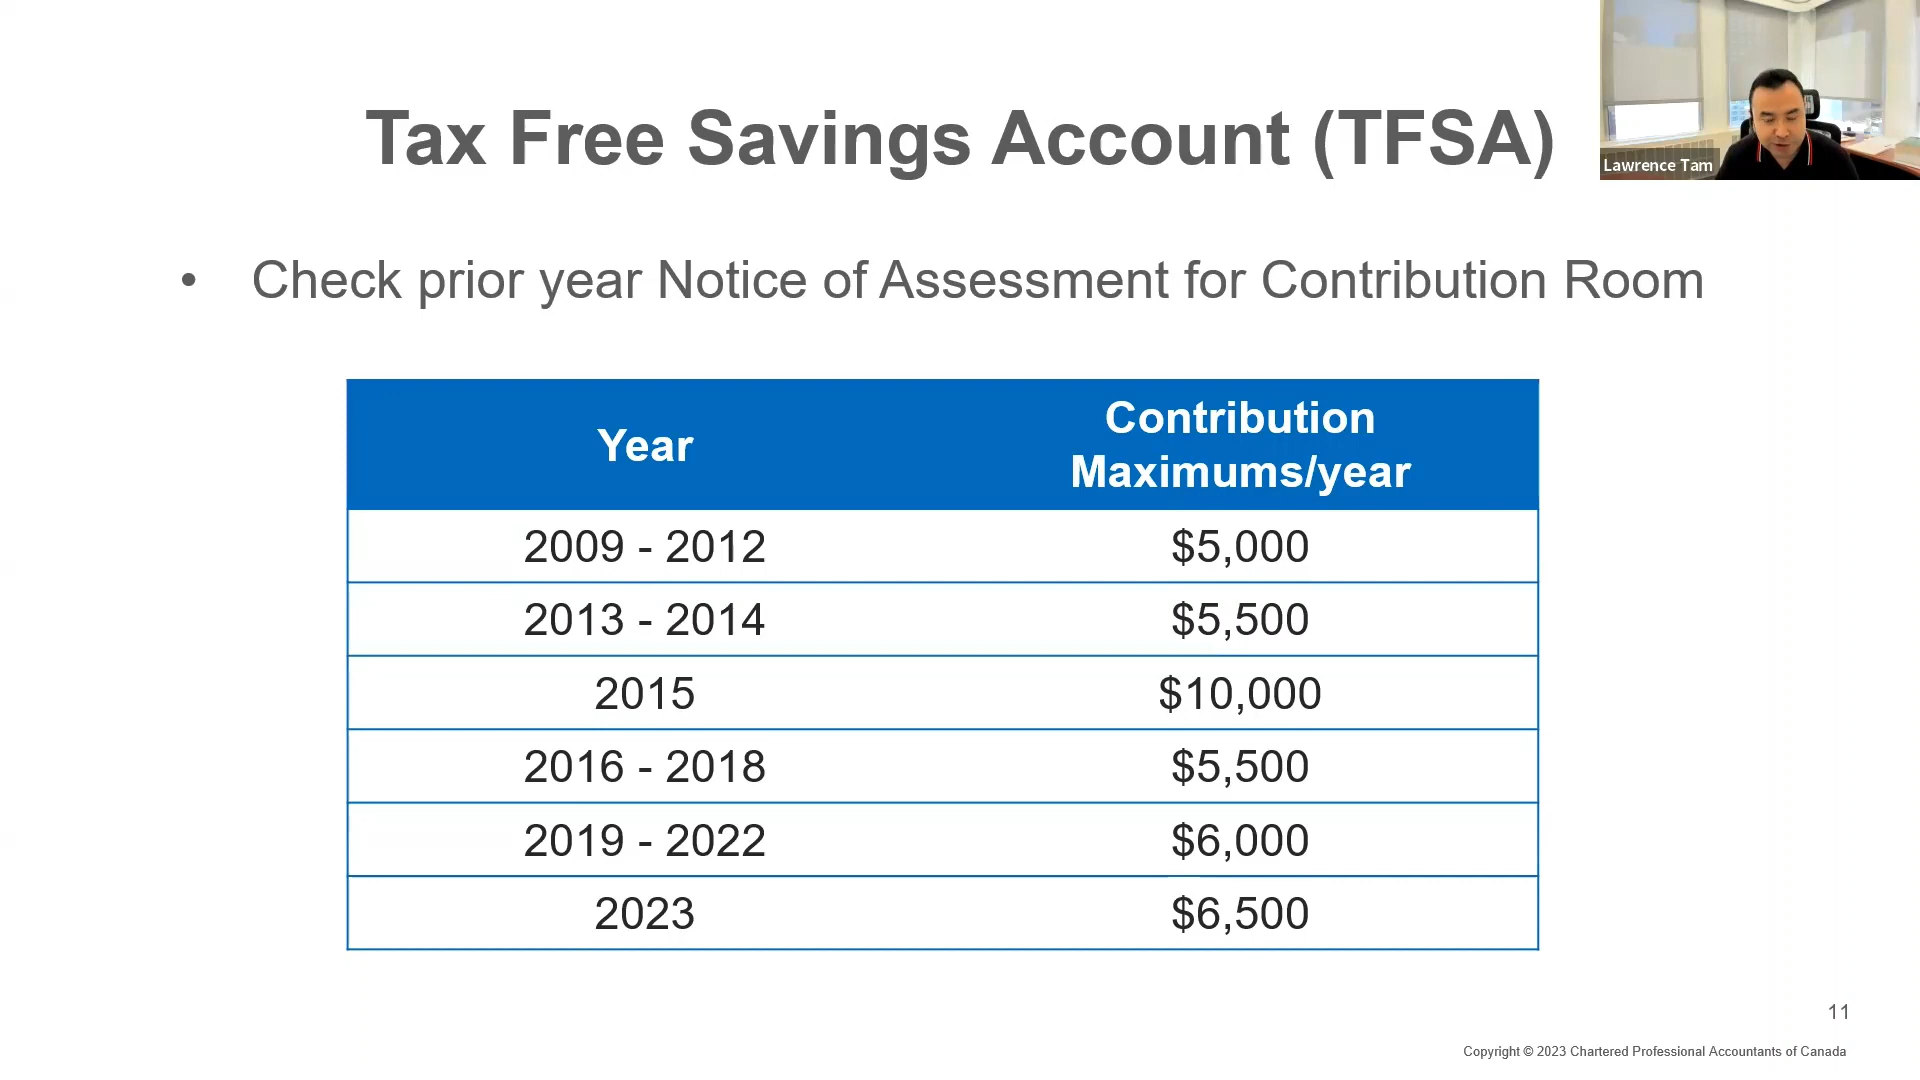 Tax Free Savings Account (TFSA)
Lawrence Tam
• Check prior year Notice of Assessment for Contribution Room
Year
Contribution
Maximums/year
2009 - 2012 $5,000
2013 - 2014 $5,500
2015 $10,000
2016 - 2018 $5,500
2019 - 2022 $6,000
2023 $6,500
11
Copyright © 2023 Chartered Professional Accountants of Canada